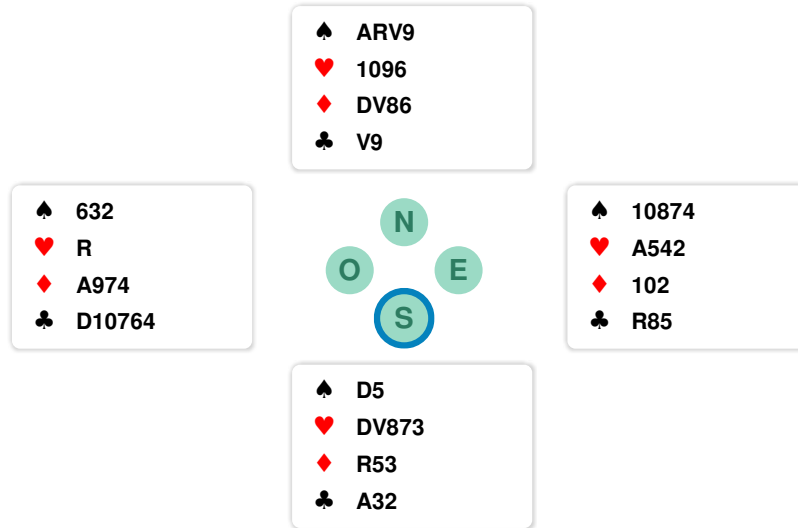 ♠ ARV9
♥ 1096
♦ DV86
♣ V9
♠ 632
♥ R
♦ A974
♣ D10764
N
O E
S
♠ 10874
♥ A542
♦ 102
♣ R85
♠ D5
♥ DV873
♦ R53
♣ A32